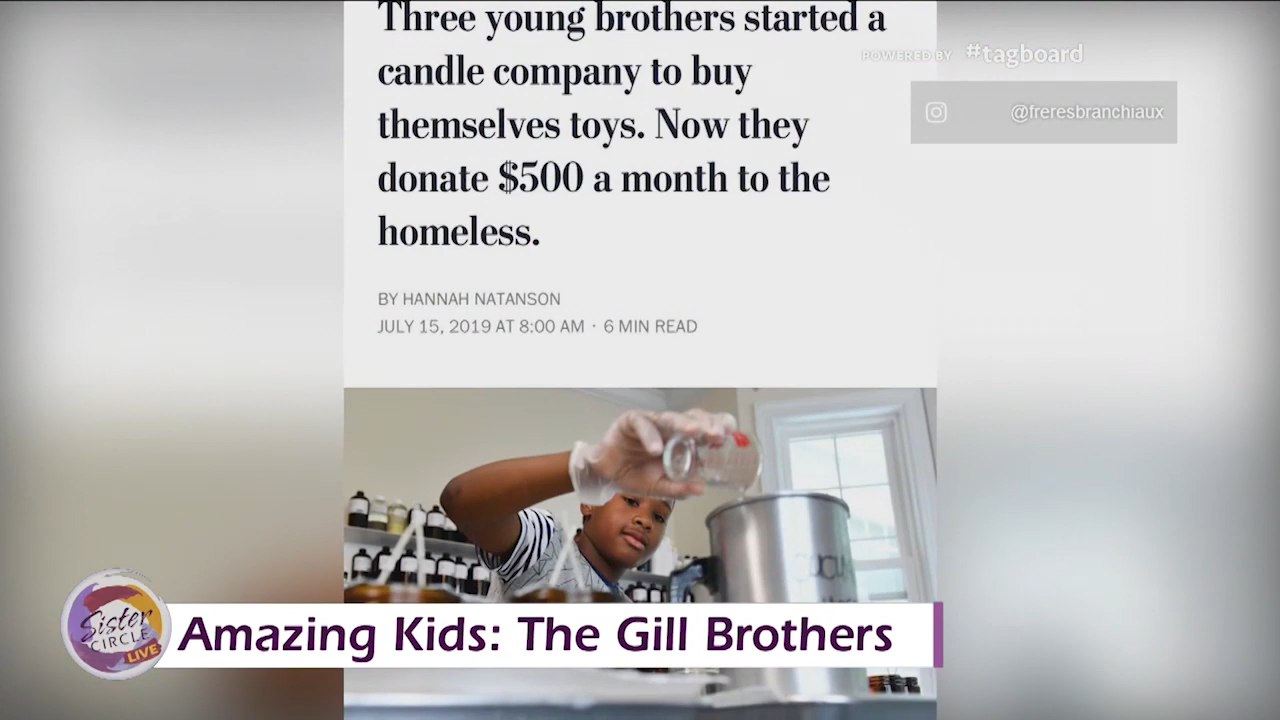 Three young brothers started a
candle company to buy
themselves toys. Now they
donate $500 a month to the
homeless.
BY HANNAH NATANSON
JULY 15, 2019 AT 8:00 AM · 6 MIN READ
POWERED BY #tagboard
@freresbranchiaux
Sister
CIRCLE
LIVE
Amazing Kids: The Gill Brothers